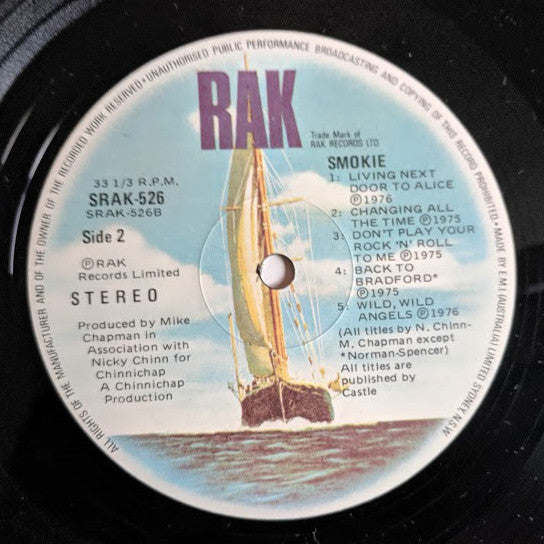 ALL RIGHTS OF THE MANUFACTURER AND OF THE OWNER OF THE RECORDED WORK RESERVED • UNAUTHORISED PUBLIC PERFORMANCE BROADCASTING AND COPYING OF THIS RECORD PROHIBITED • MADE BY E.M.I. (AUSTRALIA) LIMITED SYDNEY, N.S.W.
RAK
Trade Mark of
RAK RECORDS LTD
33 1/3 R.P.M.
SRAK-526
SRAK-526B
Side 2
ⓅRAK
Records Limited
STEREO
Produced by Mike
Chapman in
Association with
Nicky Chinn for
Chinnichap
A Chinnichap
Production
SMOKIE
1: LIVING NEXT
DOOR TO ALICE
Ⓟ1976
2: CHANGING ALL
THE TIME Ⓟ1975
3: DON'T PLAY YOUR
ROCK 'N' ROLL
TO ME Ⓟ1975
4: BACK TO
BRADFORD*
Ⓟ1975
5: WILD, WILD
ANGELS Ⓟ1976
(All titles by N. Chinn-
M. Chapman except
*Norman-Spencer)
All titles are
published by
Castle